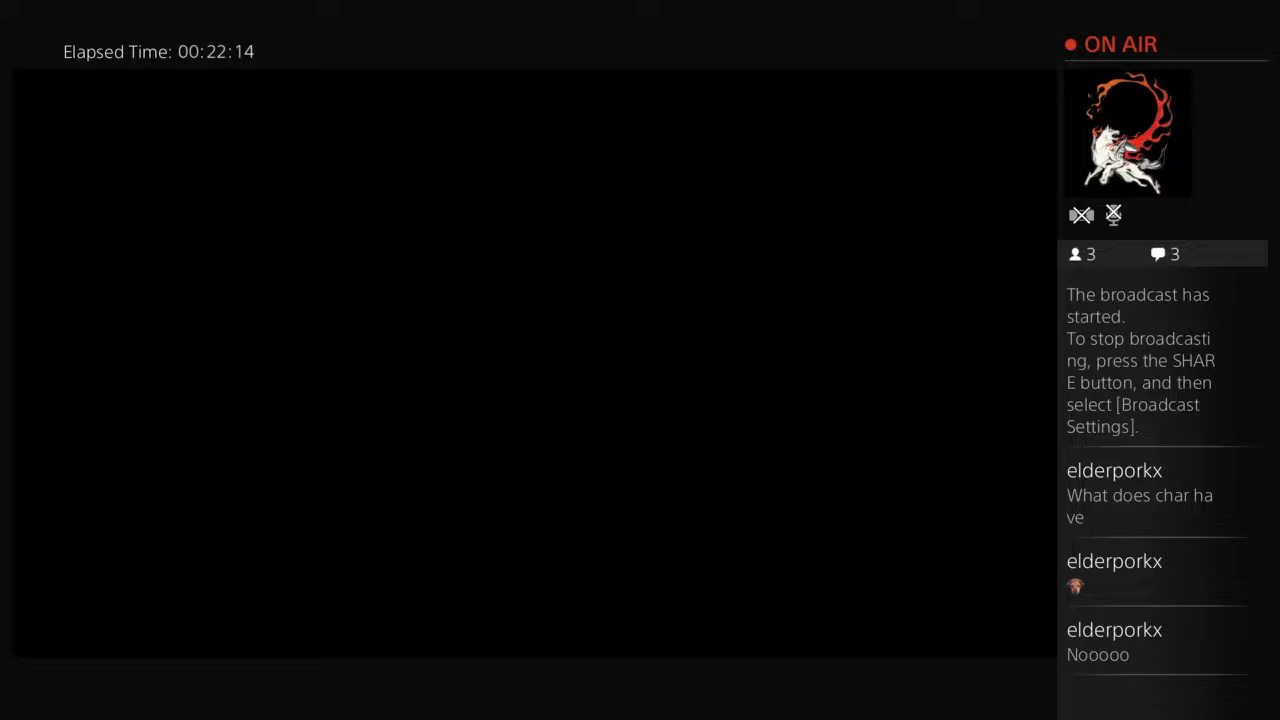 Elapsed Time: 00:22:14
ON AIR
3
3
The broadcast has
started.
To stop broadcasti
ng, press the SHAR
E button, and then
select [Broadcast
Settings].
elderporkx
What does char ha
ve
elderporkx
elderporkx
Nooooo